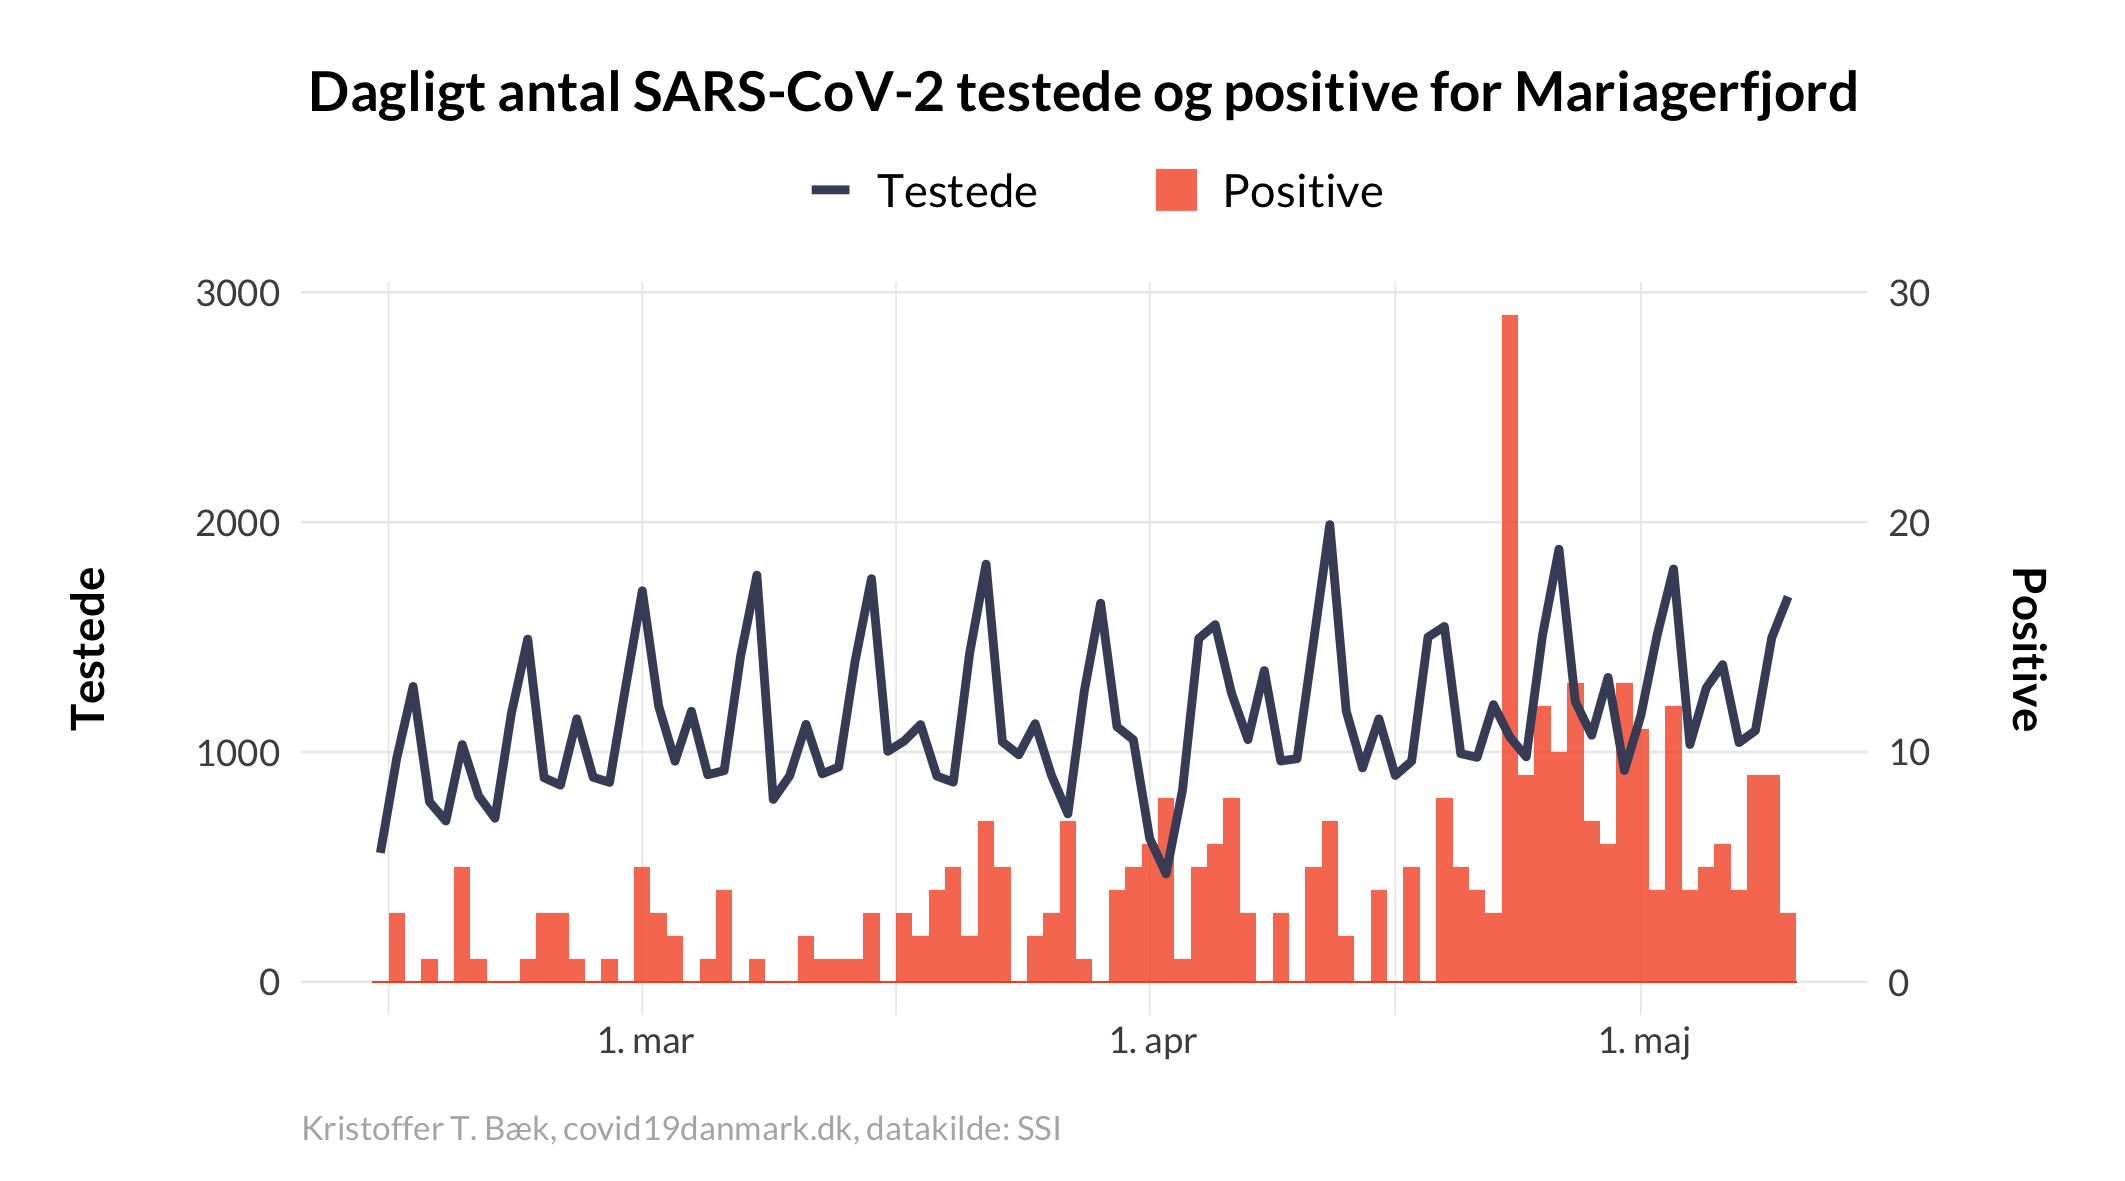 Dagligt antal SARS-CoV-2 testede og positive for Mariagerfjord
Testede
Positive
3000
2000
1000
0
30
20
10
0
Testede
Positive
1. mar
1. apr
1. maj
Kristoffer T. Bæk, covid19danmark.dk, datakilde: SSI